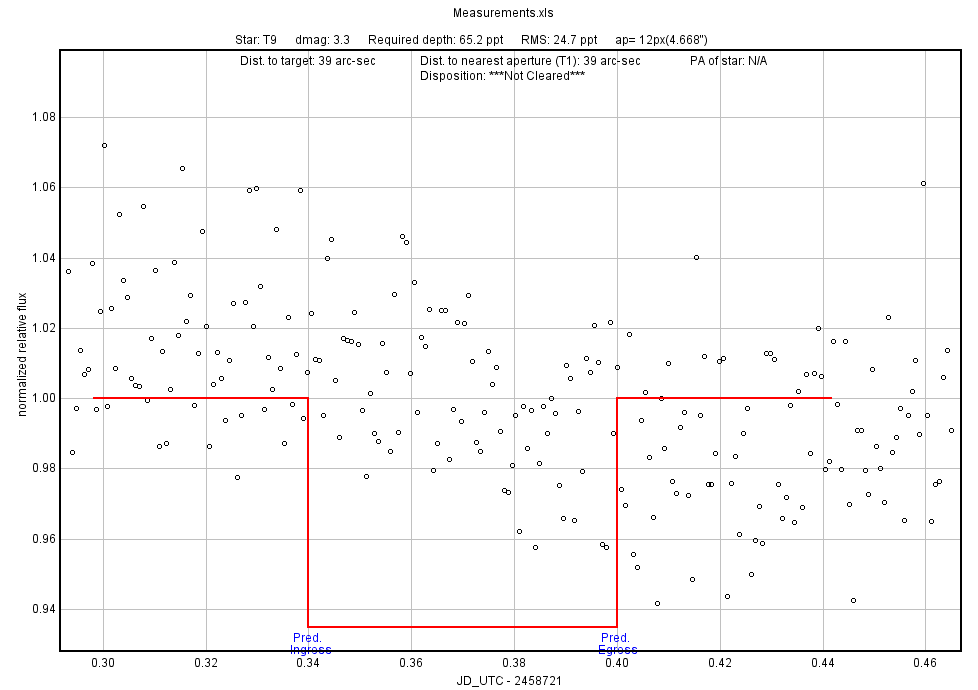 Measurements.xls
Star: T9 dmag: 3.3 Required depth: 65.2 ppt RMS: 24.7 ppt ap= 12px(4.668")
Dist. to target: 39 arc-sec Dist. to nearest aperture (T1): 39 arc-sec PA of star: N/A
Disposition: ***Not Cleared***
normalized relative flux
1.08
1.06
1.04
1.02
1.00
0.98
0.96
0.94
Pred. Ingress
Pred. Egress
0.30 0.32 0.34 0.36 0.38 0.40 0.42 0.44 0.46
JD_UTC - 2458721